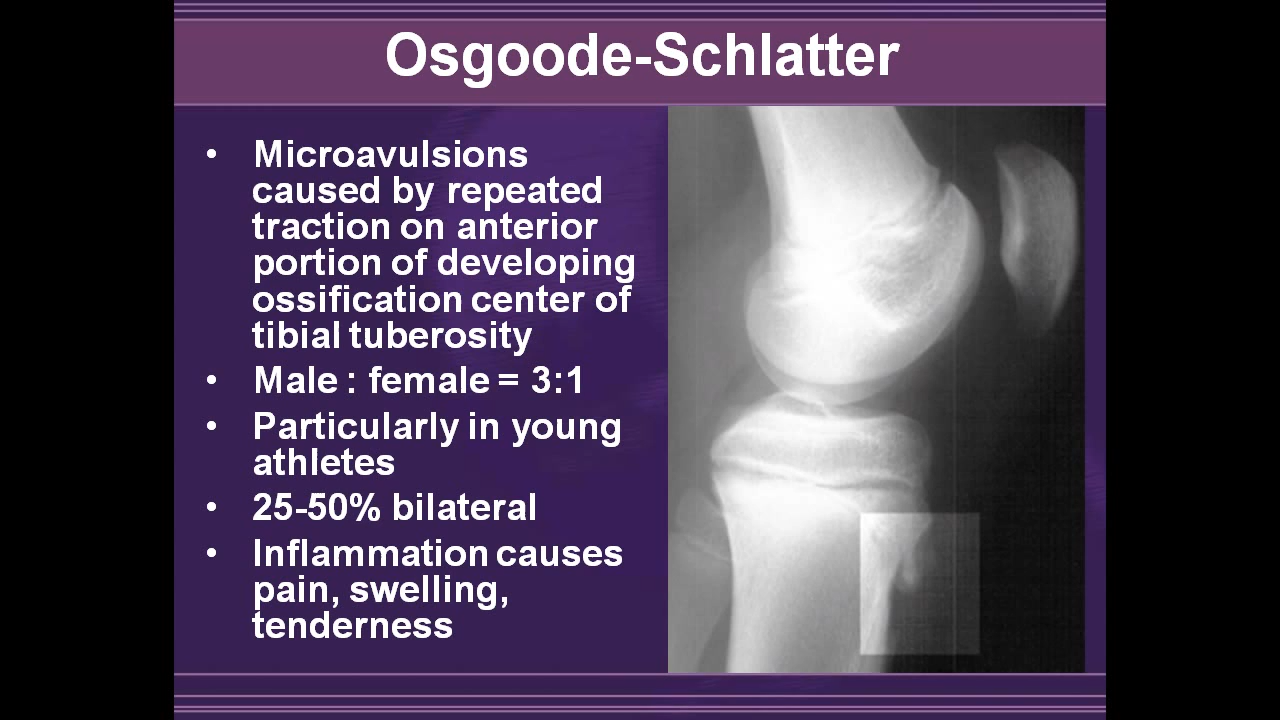 Osgoode-Schlatter
• Microavulsions
caused by repeated
traction on anterior
portion of developing
ossification center of
tibial tuberosity
• Male : female = 3:1
• Particularly in young
athletes
• 25-50% bilateral
• Inflammation causes
pain, swelling,
tenderness